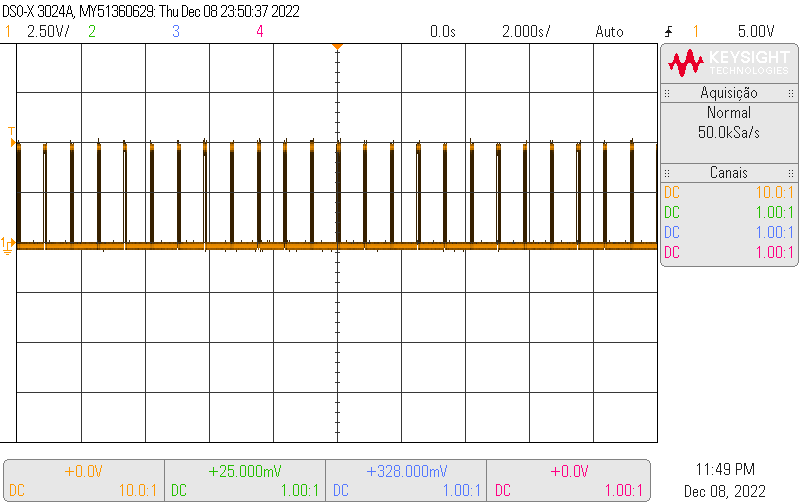 DSO-X 3024A, MY51360629: Thu Dec 08 23:50:37 2022
1 2.50V/ 2 3 4 0.0s 2.000s/ Auto 1 5.00V
KEYSIGHT
TECHNOLOGIES
Aquisição
Normal
50.0kSa/s
Canais
DC 10.0:1
DC 1.00:1
DC 1.00:1
DC 1.00:1
T
1
+0.0V +25.000mV +328.000mV +0.0V
DC 10.0:1 DC 1.00:1 DC 1.00:1 DC 1.00:1
11:49 PM
Dec 08, 2022